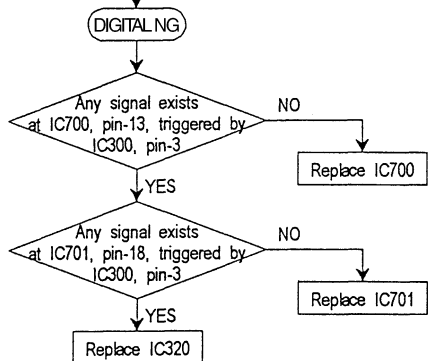 DIGITAL NG
Any signal exists
at IC700, pin-13, triggered by
IC300, pin-3
NO
Replace IC700
YES
Any signal exists
at IC701, pin-18, triggered by
IC300, pin-3
NO
Replace IC701
YES
Replace IC320